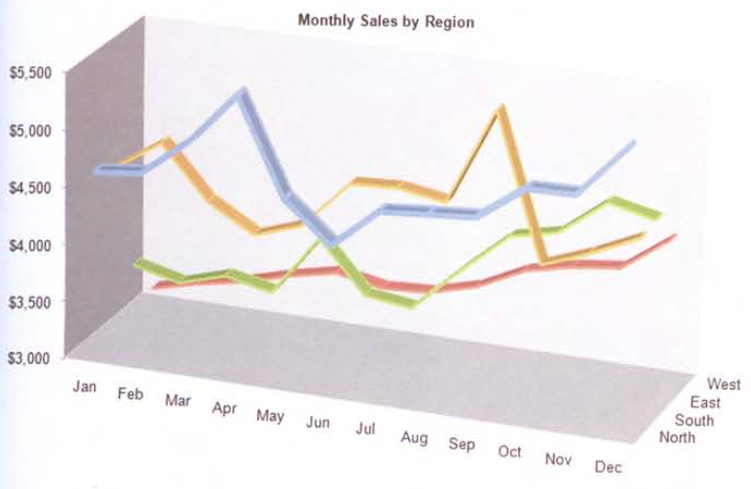 Monthly Sales by Region
$5,500
$5,000
$4,500
$4,000
$3,500
$3,000
Jan
Feb
Mar
Apr
May
Jun
Jul
Aug
Sep
Oct
Nov
Dec
West
East
South
North